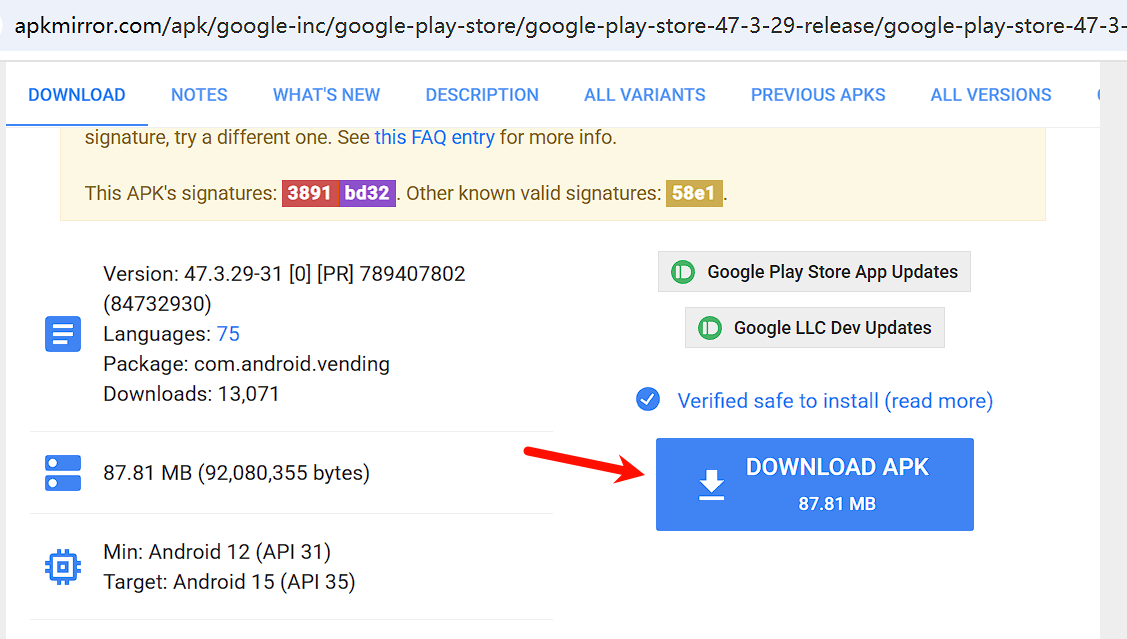 apkmirror.com/apk/google-inc/google-play-store/google-play-store-47-3-29-release/google-play-store-47-3-
DOWNLOAD NOTES WHAT'S NEW DESCRIPTION ALL VARIANTS PREVIOUS APKS ALL VERSIONS
signature, try a different one. See this FAQ entry for more info.
This APK's signatures: 3891 bd32. Other known valid signatures: 58e1.
Version: 47.3.29-31 [0] [PR] 789407802
(84732930)
Languages: 75
Package: com.android.vending
Downloads: 13,071
87.81 MB (92,080,355 bytes)
Min: Android 12 (API 31)
Target: Android 15 (API 35)
Google Play Store App Updates
Google LLC Dev Updates
Verified safe to install (read more)
DOWNLOAD APK
87.81 MB